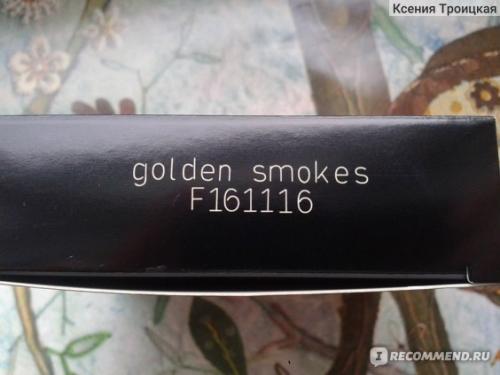 Ксения Троицкая
golden smokes
F161116
RECOMMEND.RU